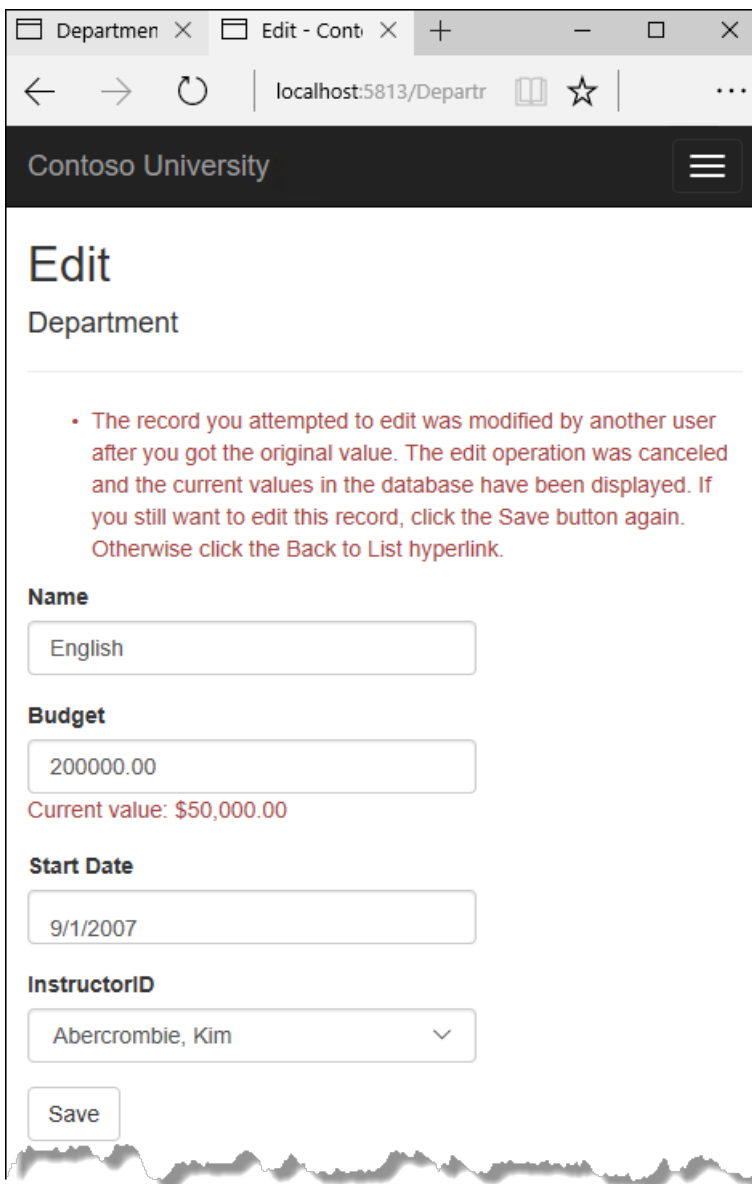 Departmen
Edit - Cont
localhost:5813/Departr
Contoso University
Edit
Department
• The record you attempted to edit was modified by another user
after you got the original value. The edit operation was canceled
and the current values in the database have been displayed. If
you still want to edit this record, click the Save button again.
Otherwise click the Back to List hyperlink.
Name
English
Budget
200000.00
Current value: $50,000.00
Start Date
9/1/2007
InstructorID
Abercrombie, Kim
Save